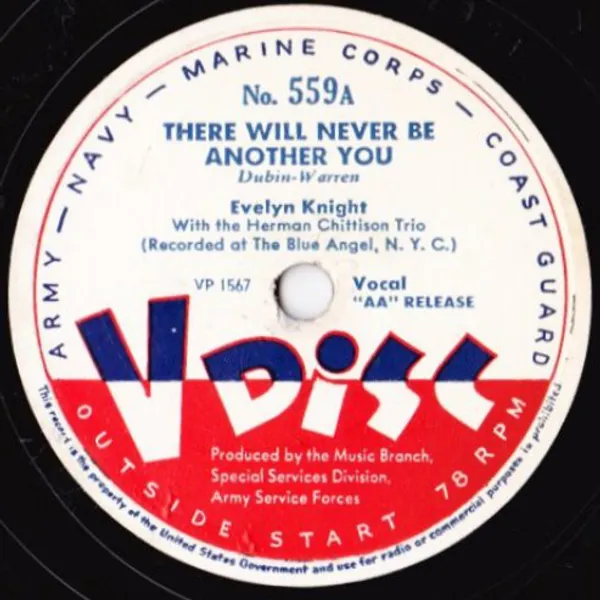 ARMY — NAVY — MARINE CORPS — COAST GUARD
No. 559A
THERE WILL NEVER BE
ANOTHER YOU
Dubin-Warren
Evelyn Knight
With the Herman Chittison Trio
(Recorded at The Blue Angel, N. Y. C.)
VP 1567
Vocal
"AA" RELEASE
V DISC
Produced by the Music Branch,
Special Services Division,
Army Service Forces
OUTSIDE START 78 RPM
This record is the property of the United States Government and use for radio or commercial purposes is prohibited.